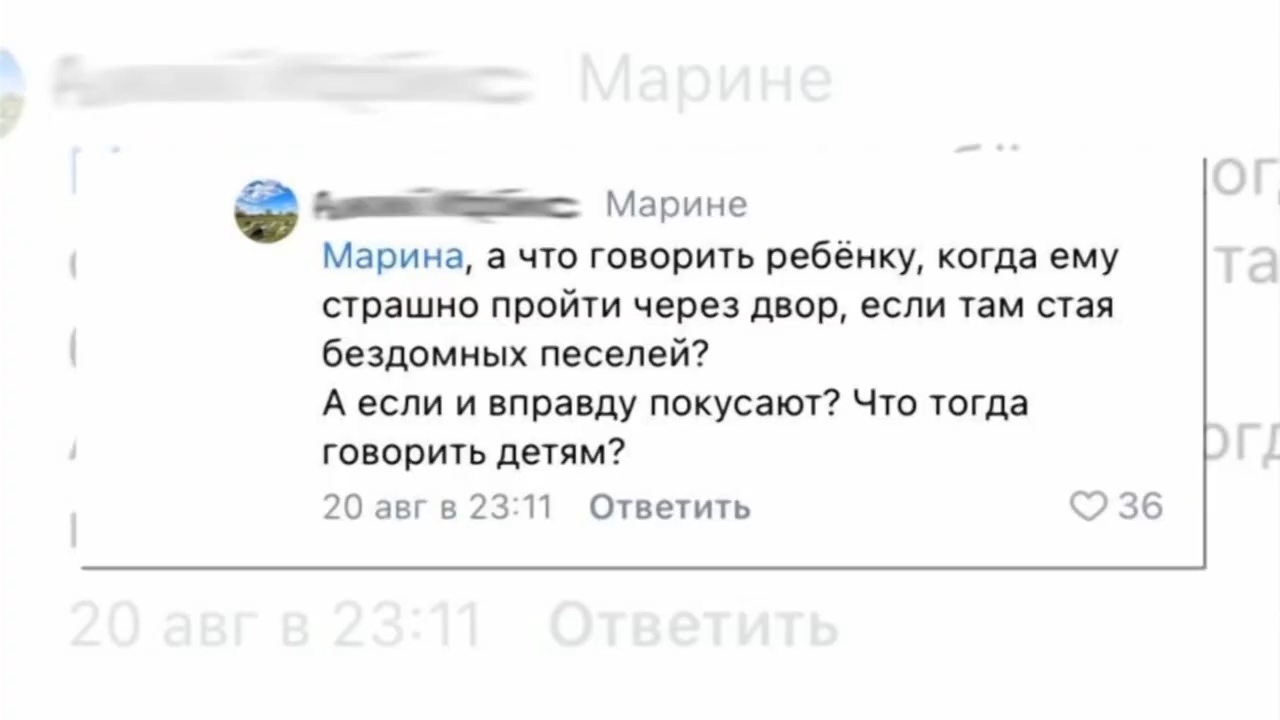 Марине
Марине
Марина, а что говорить ребёнку, когда ему
страшно пройти через двор, если там стая
бездомных песелей?
А если и вправду покусают? Что тогда
говорить детям?
20 авг в 23:11 Ответить 36
20 авг в 23:11 Ответить